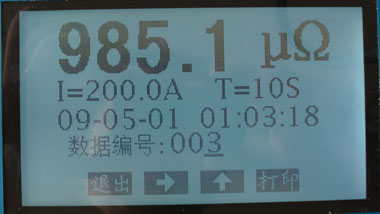 985.1 μΩ
I=200.0A T=10S
09-05-01 01:03:18
数据编号:003
退出 → ↑ 打印